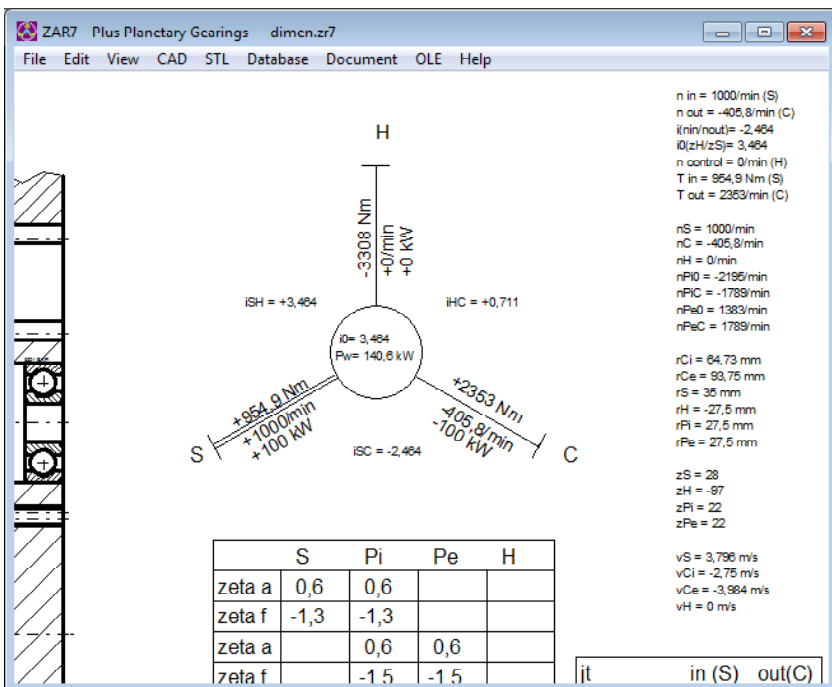 ZAR7 Plus Planetary Gearings dimcn.zr7
File Edit View CAD STL Database Document OLE Help
n in = 1000/min (S)
n out = -405,8/min (C)
i(nin/nout)= -2,464
i0(zH/zS)= 3,464
n control = 0/min (H)
T in = 954,9 Nm (S)
T out = 2353/min (C)
nS = 1000/min
nC = -405,8/min
nH = 0/min
nPi0 = -2195/min
nPiC = -1789/min
nPe0 = 1383/min
nPeC = 1789/min
rCi = 64,73 mm
rCe = 93,75 mm
rS = 35 mm
rH = -27,5 mm
rPi = 27,5 mm
rPe = 27,5 mm
zS = 28
zH = -97
zPi = 22
zPe = 22
vS = 3,796 m/s
vCi = -2,75 m/s
vCe = -3,984 m/s
vH = 0 m/s
H
-3308 Nm
+0/min
+0 kW
iSH = +3,464
iHC = +0,711
i0= 3,464
Pw= 140,6 kW
+954,9 Nm
+1000/min
+100 kW
S
+2353 Nm
-405,8/min
-100 kW
C
iSC = -2,464
S Pi Pe H
zeta a 0,6 0,6
zeta f -1,3 -1,3
zeta a 0,6 0,6
zeta f -1,5 -1,5
jt in (S) out(C)